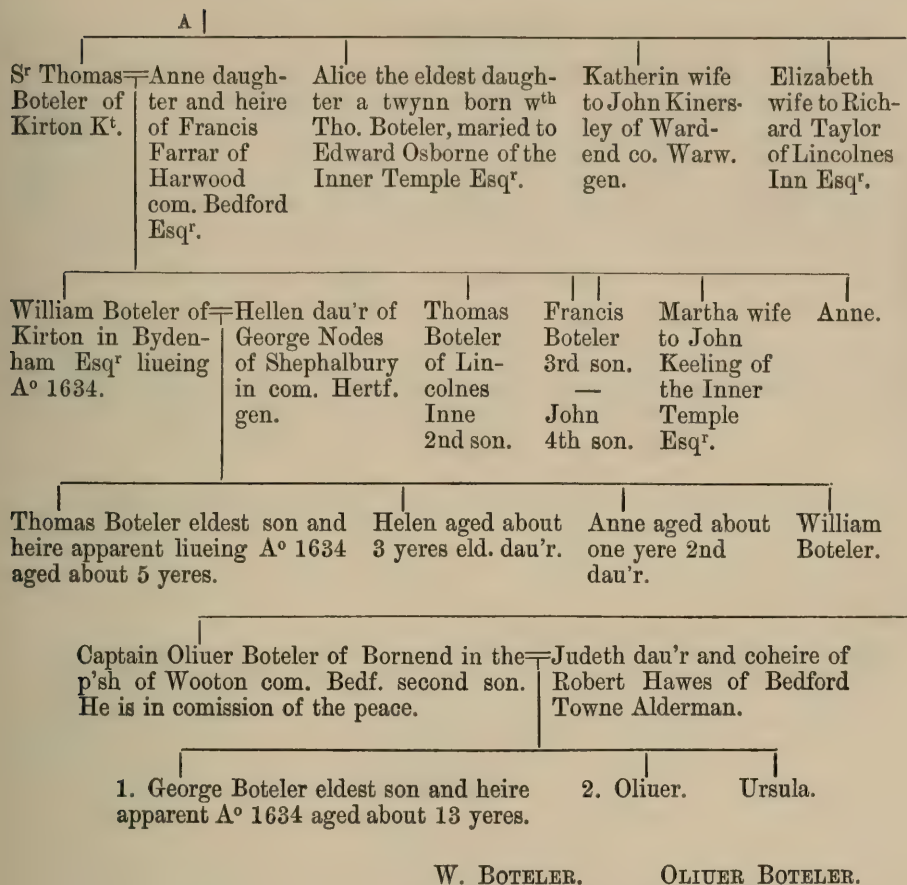 A
Sr Thomas
Boteler of
Kirton Kt.
Anne daugh-
ter and heire
of Francis
Farrar of
Harwood
com. Bedford
Esqr.
Alice the eldest daugh-
ter a twynn born wth
Tho. Boteler, maried to
Edward Osborne of the
Inner Temple Esqr.
Katherin wife
to John Kiners-
ley of Ward-
end co. Warw.
gen.
Elizabeth
wife to Rich-
ard Taylor
of Lincolnes
Inn Esqr.
William Boteler of
Kirton in Byden-
ham Esqr liueing
Ao 1634.
Hellen dau'r of
George Nodes
of Shephalbury
in com. Hertf.
gen.
Thomas
Boteler
of Lin-
colnes
Inne
2nd son.
Francis
Boteler
3rd son.
—
John
4th son.
Martha wife
to John
Keeling of
the Inner
Temple
Esqr.
Anne.
Thomas Boteler eldest son and
heire apparent liueing Ao 1634
aged about 5 yeres.
Helen aged about
3 yeres eld. dau'r.
Anne aged about
one yere 2nd
dau'r.
William
Boteler.
Captain Oliuer Boteler of Bornend in the
p'sh of Wooton com. Bedf. second son.
He is in comission of the peace.
Judeth dau'r and coheire of
Robert Hawes of Bedford
Towne Alderman.
1. George Boteler eldest son and heire
apparent Ao 1634 aged about 13 yeres.
2. Oliuer.
Ursula.
W. BOTELER. OLIUER BOTELER.